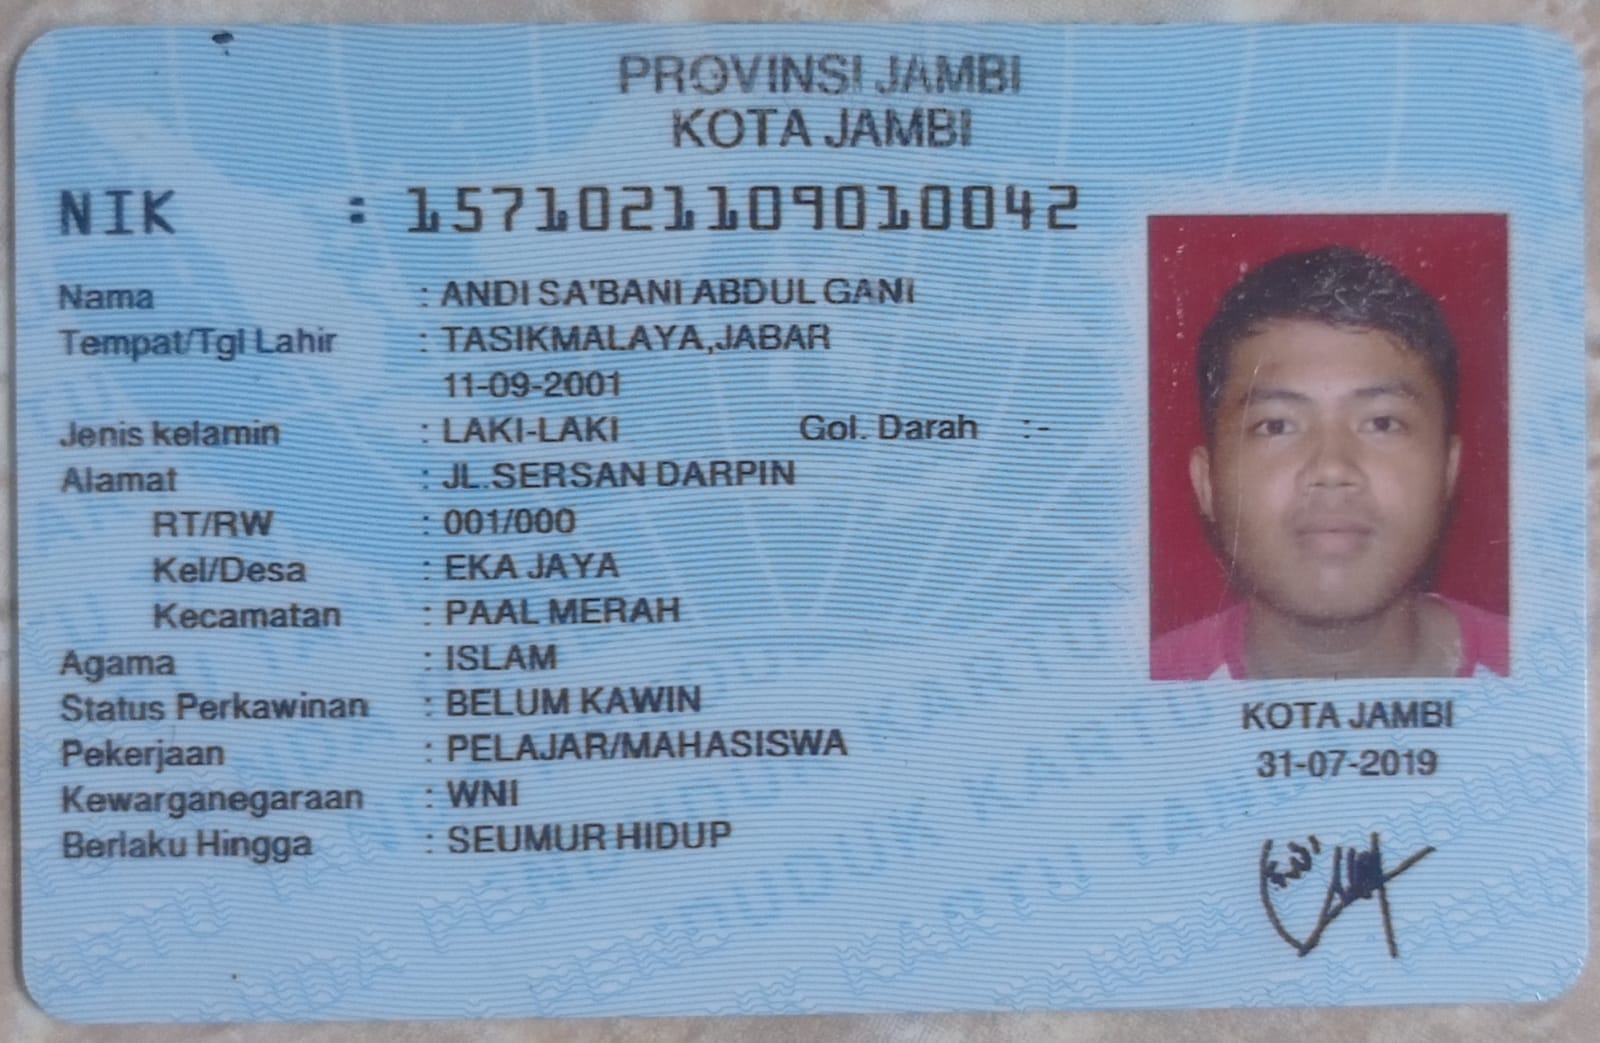 PROVINSI JAMBI
KOTA JAMBI
NIK : 1571021109010042
Nama : ANDI SA'BANI ABDUL GANI
Tempat/Tgl Lahir : TASIKMALAYA,JABAR
11-09-2001
Jenis kelamin : LAKI-LAKI Gol. Darah :-
Alamat : JL.SERSAN DARPIN
RT/RW : 001/000
Kel/Desa : EKA JAYA
Kecamatan : PAAL MERAH
Agama : ISLAM
Status Perkawinan : BELUM KAWIN
Pekerjaan : PELAJAR/MAHASISWA
Kewarganegaraan : WNI
Berlaku Hingga : SEUMUR HIDUP
KOTA JAMBI
31-07-2019